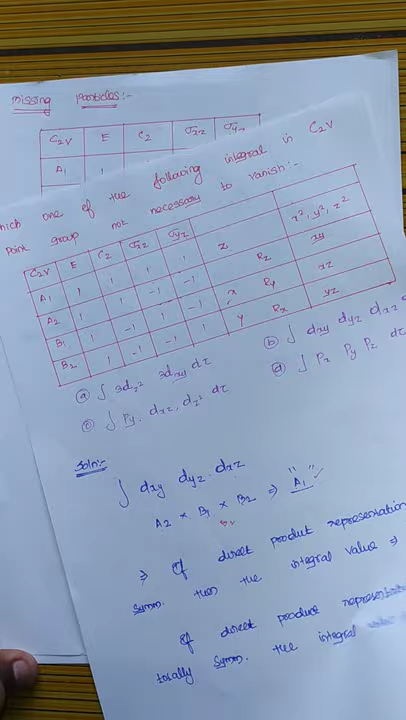 missing particles:-
C2V E C2 σxz σyz
A1 1
which one of the following integral in C2V
point group not necessary to vanish:-
C2V E C2 σxz σyz
A1 1 1 1 1 z x², y², z²
A2 1 1 -1 -1 Rz xy
B1 1 -1 1 -1 x Ry xz
B2 1 -1 -1 1 y Rx yz
(a) ∫ 3dz² 3dxy dτ
(b) ∫ dxy dyz dxz
(c) ∫ Py. dxz, dz² dτ
(d) ∫ Px Py Pz dτ
Soln:-
∫ dxy dyz. dxz
A2 × B1 × B2 ⇒ "A1" ✓
⇒ If direct product representation
symm. then the integral value ⇒
If direct produce
totally symm. the integral